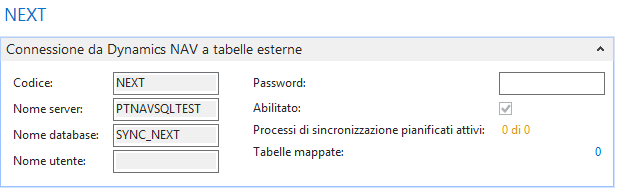 NEXT
Connessione da Dynamics NAV a tabelle esterne
Codice: NEXT
Nome server: PTNAVSQLTEST
Nome database: SYNC_NEXT
Nome utente:
Password:
Abilitato:
Processi di sincronizzazione pianificati attivi: 0 di 0
Tabelle mappate: 0